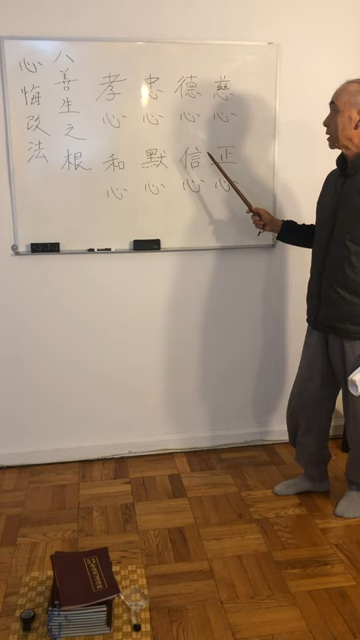 慈心正心
德心信心
忠心默心
孝心和心
八善生之根
心悔改法